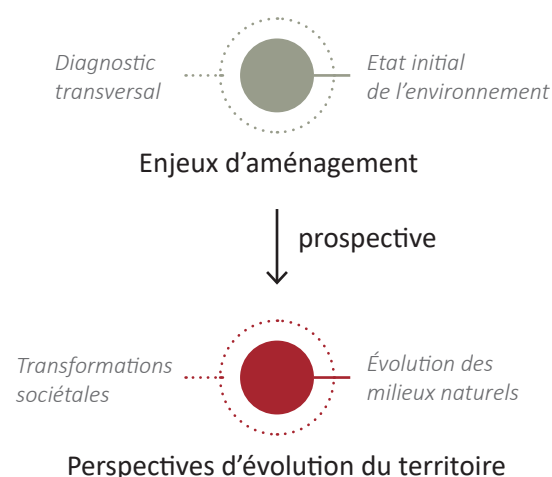 Diagnostic
transversal
Etat initial
de l'environnement
Enjeux d'aménagement
prospective
Transformations
sociétales
Évolution des
milieux naturels
Perspectives d'évolution du territoire